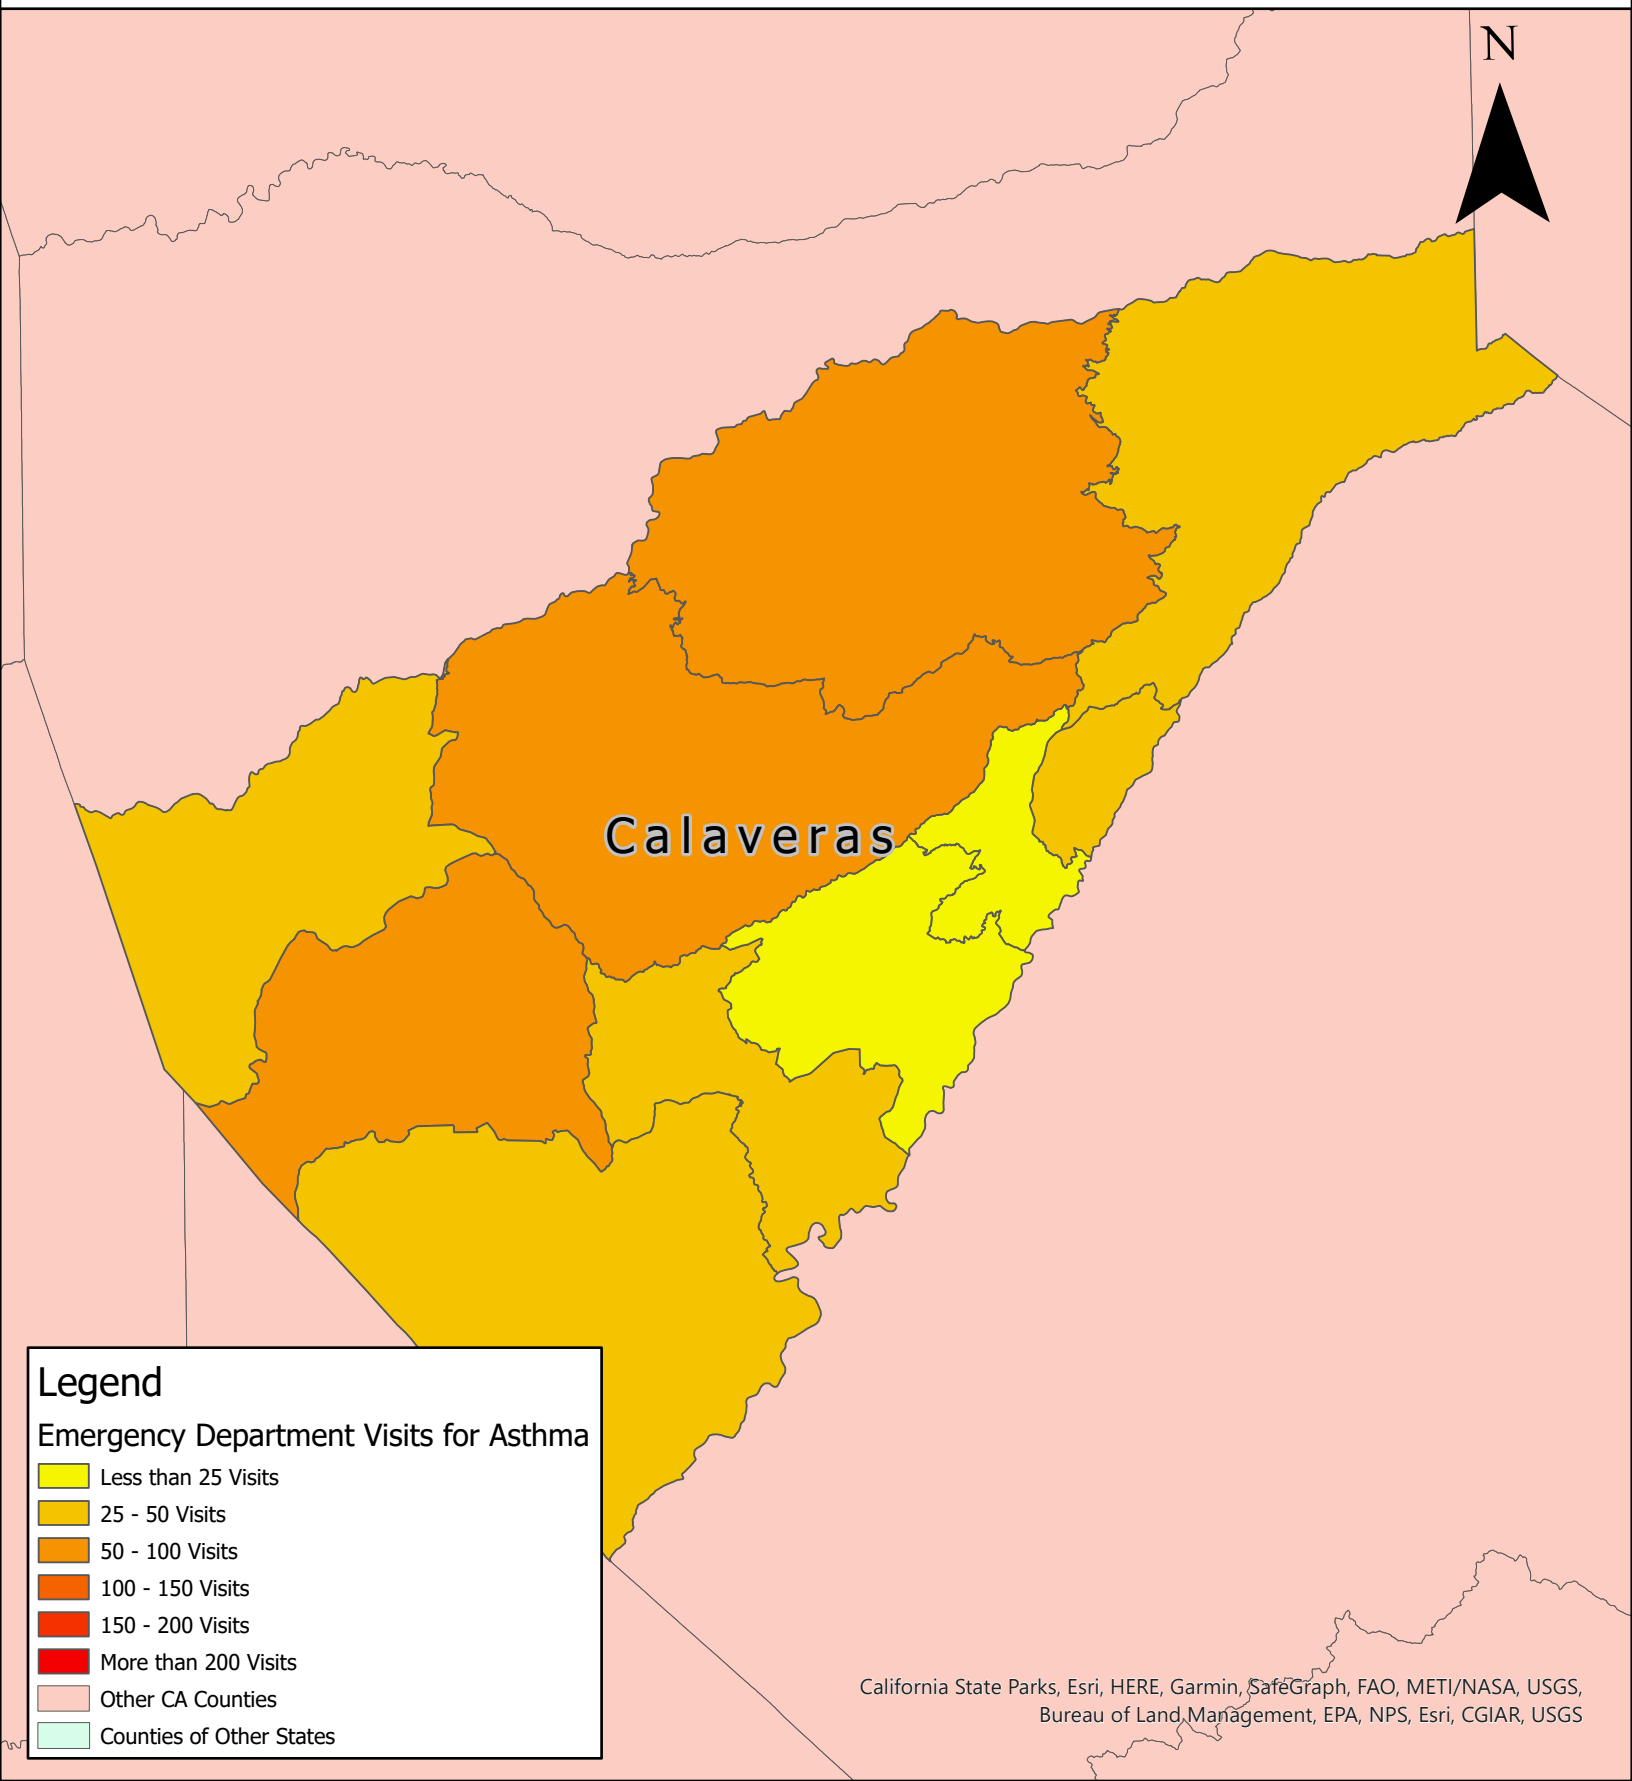 N
Calaveras
Legend
Emergency Department Visits for Asthma
Less than 25 Visits
25 - 50 Visits
50 - 100 Visits
100 - 150 Visits
150 - 200 Visits
More than 200 Visits
Other CA Counties
Counties of Other States
California State Parks, Esri, HERE, Garmin, SafeGraph, FAO, METI/NASA, USGS,
Bureau of Land Management, EPA, NPS, Esri, CGIAR, USGS